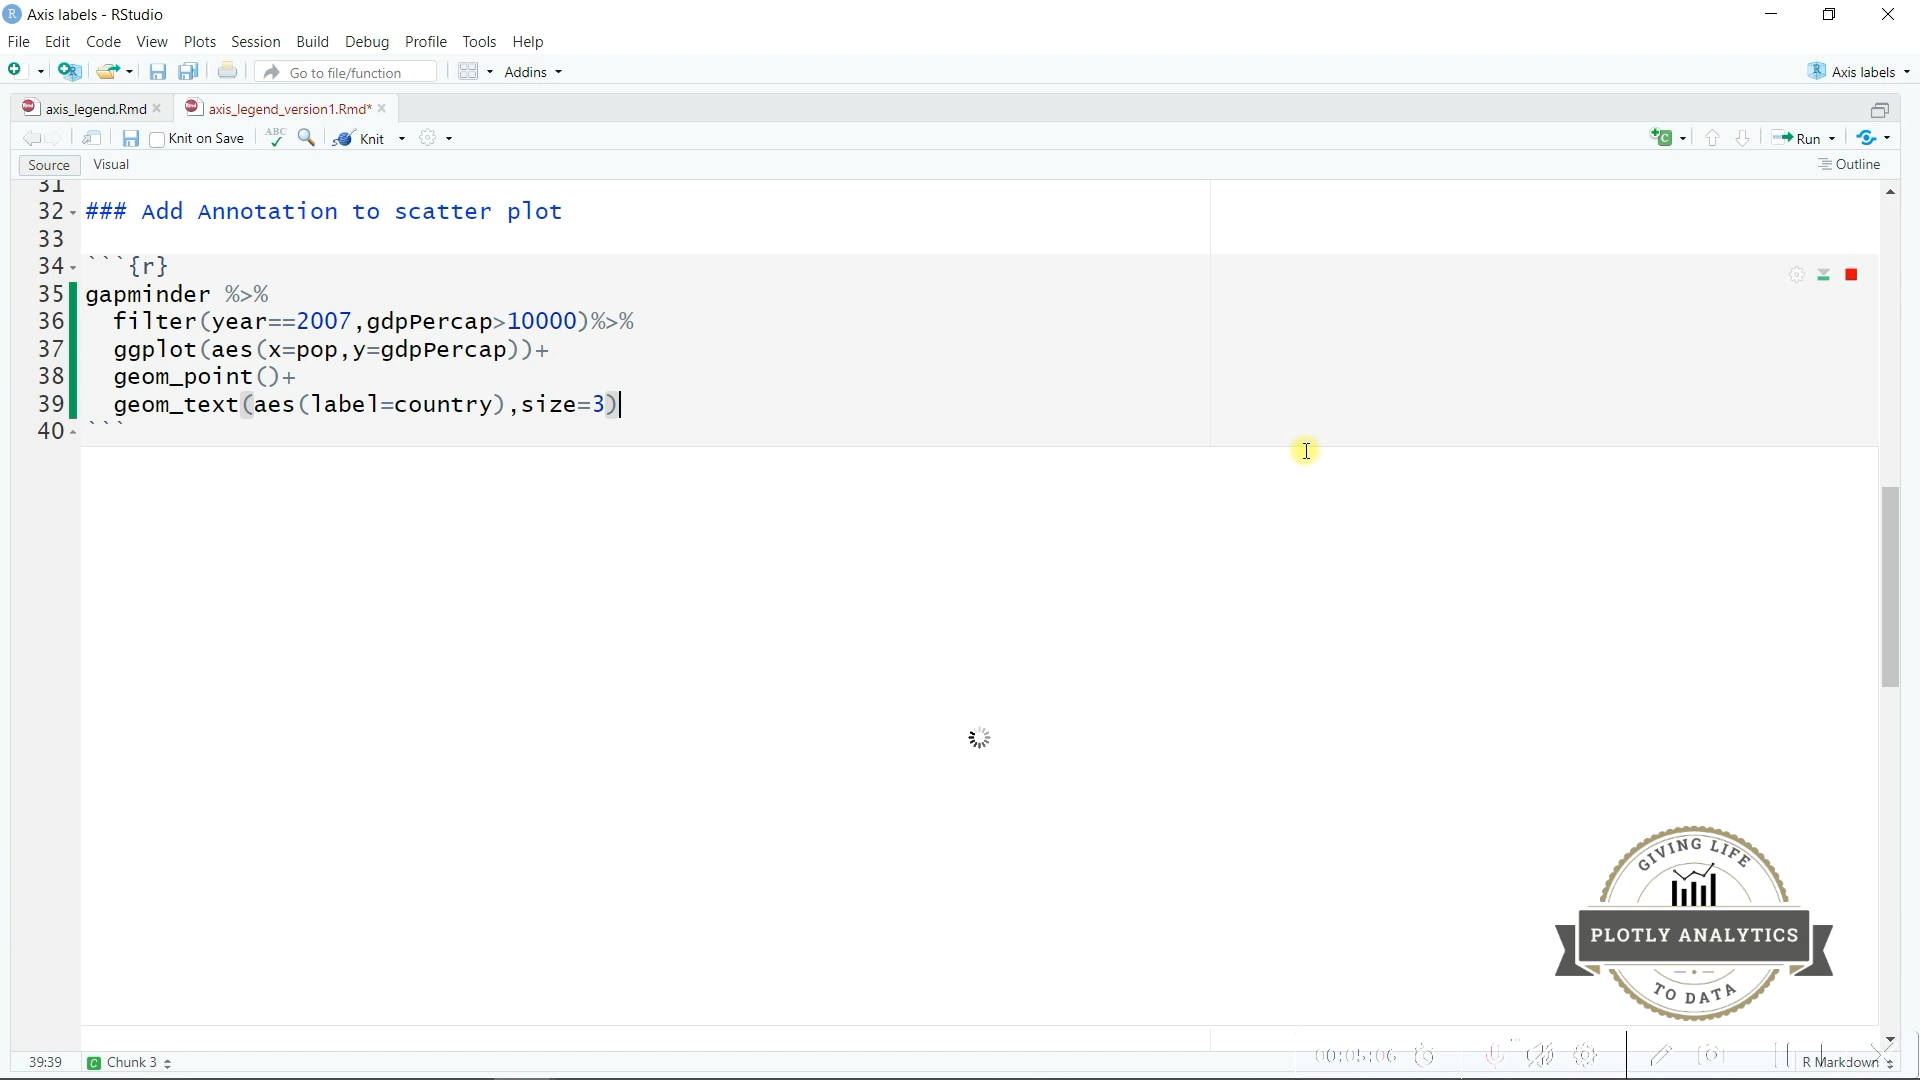 Axis labels - RStudio
File Edit Code View Plots Session Build Debug Profile Tools Help
Go to file/function Addins Axis labels
axis_legend.Rmd axis_legend_version1.Rmd*
Knit on Save ABC Knit Run
Source Visual Outline
31
32 ### Add Annotation to scatter plot
33
34 ```{r}
35 gapminder %>%
36 filter(year==2007,gdpPercap>10000)%>%
37 ggplot(aes(x=pop,y=gdpPercap))+
38 geom_point()+
39 geom_text(aes(label=country),size=3)
40 ```
GIVING LIFE
PLOTLY ANALYTICS
TO DATA
39:39 Chunk 3 00:05:06 R Markdown